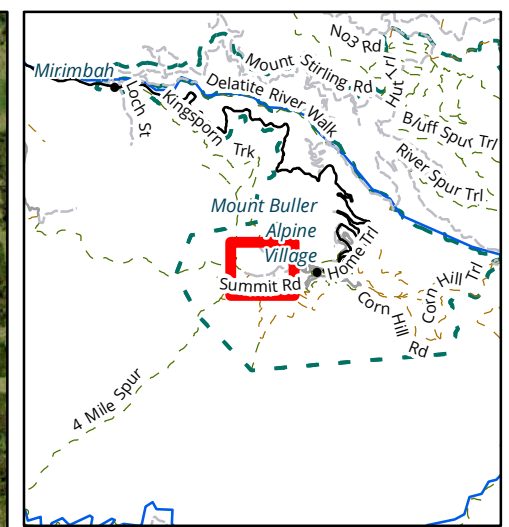 No3 Rd
Mount Stirling Rd
Mirimbah
Delatite River Walk
Hut Trl
Loch St
Kingsporn
Trk
Bluff Spur Trl
River Spur Trl
Mount Buller
Alpine
Village
Home Trl
Summit Rd
Corn Hill Trl
Corn Hill
Rd
4 Mile Spur